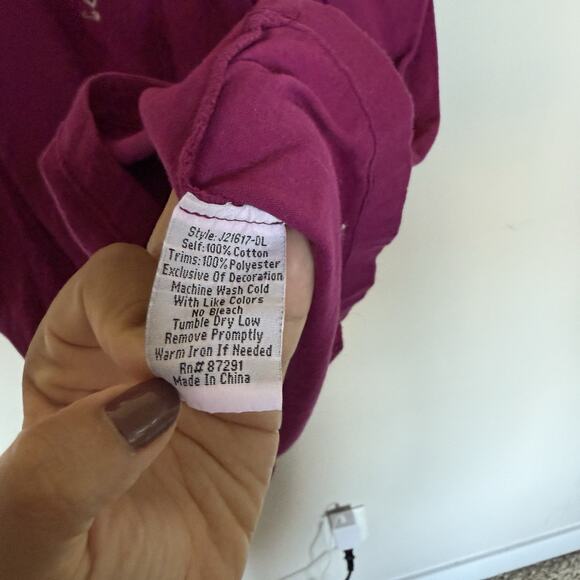 Style: J21617-DL
Self: 100% Cotton
Trims: 100% Polyester
Exclusive Of Decoration
Machine Wash Cold
With Like Colors
No Bleach
Tumble Dry Low
Remove Promptly
Warm Iron If Needed
Rn# 87291
Made In China